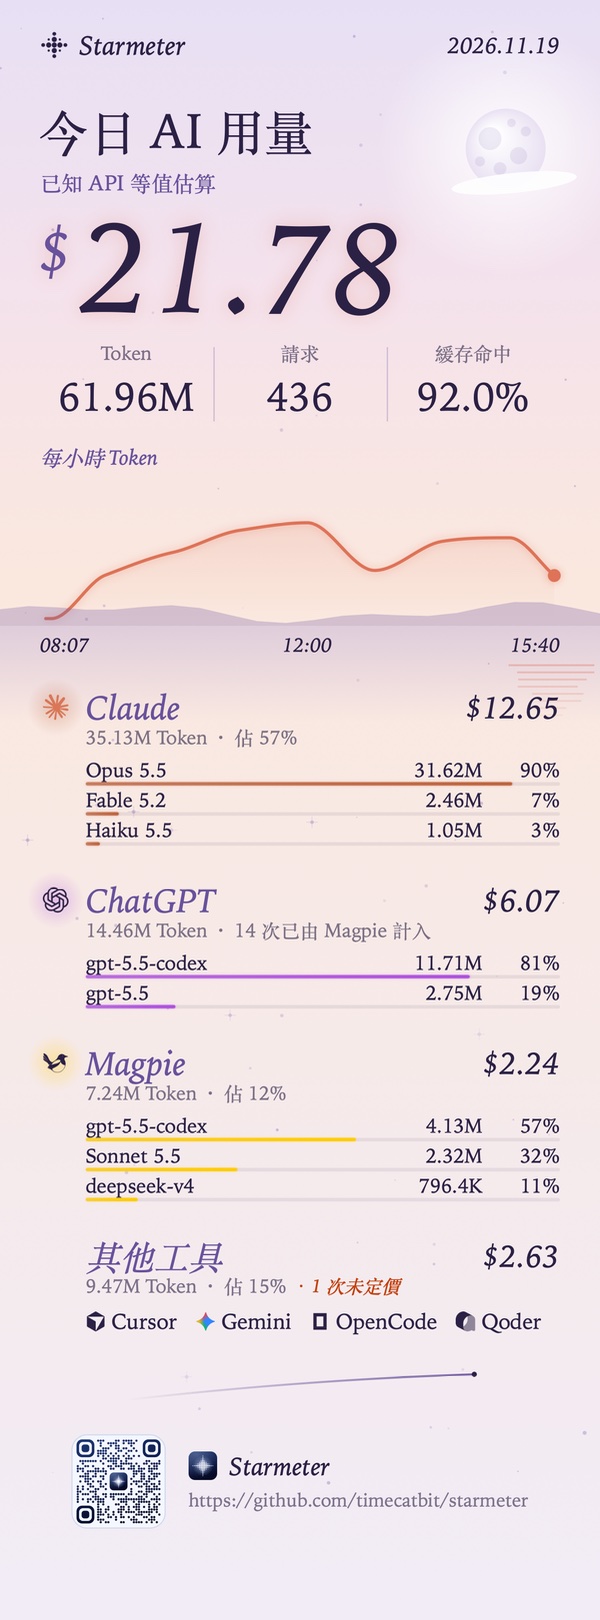 Starmeter 2026.11.19
今日 AI 用量
已知 API 等值估算
$21.78
Token 請求 緩存命中
61.96M 436 92.0%
每小時 Token
08:07 12:00 15:40
Claude $12.65
35.13M Token · 佔 57%
Opus 5.5 31.62M 90%
Fable 5.2 2.46M 7%
Haiku 5.5 1.05M 3%
ChatGPT $6.07
14.46M Token · 14 次已由 Magpie 計入
gpt-5.5-codex 11.71M 81%
gpt-5.5 2.75M 19%
Magpie $2.24
7.24M Token · 佔 12%
gpt-5.5-codex 4.13M 57%
Sonnet 5.5 2.32M 32%
deepseek-v4 796.4K 11%
其他工具 $2.63
9.47M Token · 佔 15% · 1 次未定價
Cursor Gemini OpenCode Qoder
Starmeter
https://github.com/timecatbit/starmeter